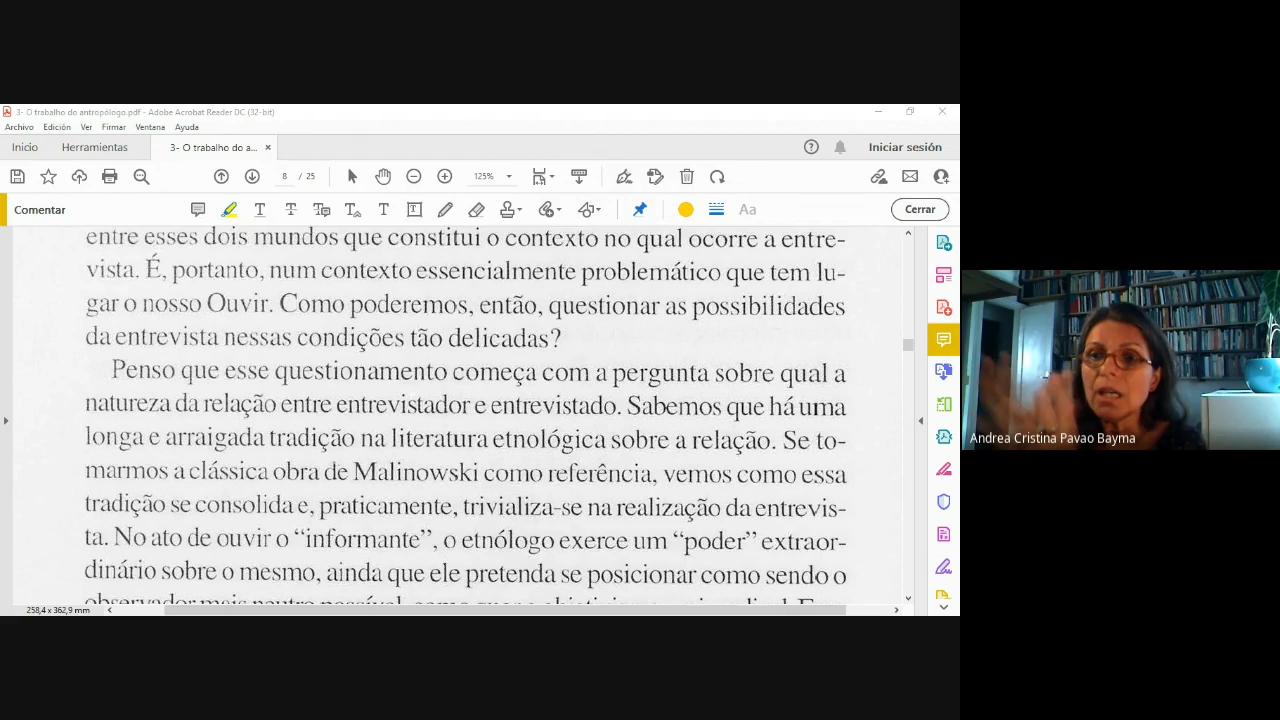 3- O trabalho do antropólogo.pdf - Adobe Acrobat Reader DC (32-bit)
Archivo Edición Ver Firmar Ventana Ayuda
Inicio Herramientas 3- O trabalho do a... Iniciar sesión
8 / 25 125%
Comentar Aa Cerrar
entre esses dois mundos que constitui o contexto no qual ocorre a entre-
vista. É, portanto, num contexto essencialmente problemático que tem lu-
gar o nosso Ouvir. Como poderemos, então, questionar as possibilidades
da entrevista nessas condições tão delicadas?
Penso que esse questionamento começa com a pergunta sobre qual a
natureza da relação entre entrevistador e entrevistado. Sabemos que há uma
longa e arraigada tradição na literatura etnológica sobre a relação. Se to-
marmos a clássica obra de Malinowski como referência, vemos como essa
tradição se consolida e, praticamente, trivializa-se na realização da entrevis-
ta. No ato de ouvir o “informante”, o etnólogo exerce um “poder” extraor-
dinário sobre o mesmo, ainda que ele pretenda se posicionar como sendo o
258,4 x 362,9 mm
Andrea Cristina Pavao Bayma